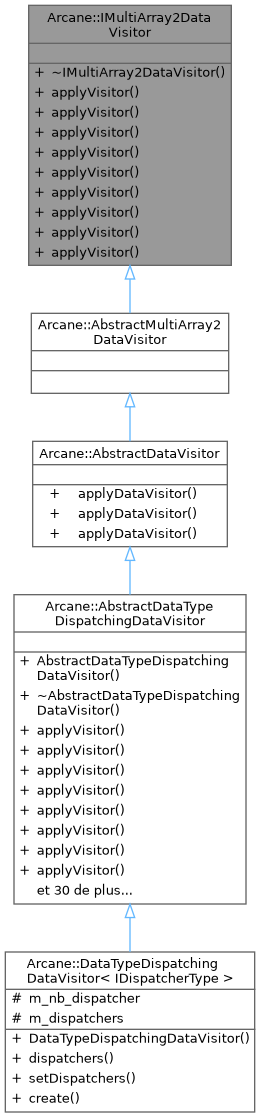 Arcane::IMultiArray2Data
Visitor
+ ~IMultiArray2DataVisitor()
+ applyVisitor()
+ applyVisitor()
+ applyVisitor()
+ applyVisitor()
+ applyVisitor()
+ applyVisitor()
+ applyVisitor()
+ applyVisitor()
+ applyVisitor()
Arcane::AbstractMultiArray2
DataVisitor
Arcane::AbstractDataVisitor
+ applyDataVisitor()
+ applyDataVisitor()
+ applyDataVisitor()
Arcane::AbstractDataType
DispatchingDataVisitor
+ AbstractDataTypeDispatching
DataVisitor()
+ ~AbstractDataTypeDispatching
DataVisitor()
+ applyVisitor()
+ applyVisitor()
+ applyVisitor()
+ applyVisitor()
+ applyVisitor()
+ applyVisitor()
+ applyVisitor()
+ applyVisitor()
et 30 de plus...
Arcane::DataTypeDispatching
DataVisitor< IDispatcherType >
# m_nb_dispatcher
# m_dispatchers
+ DataTypeDispatchingDataVisitor()
+ dispatchers()
+ setDispatchers()
+ create()